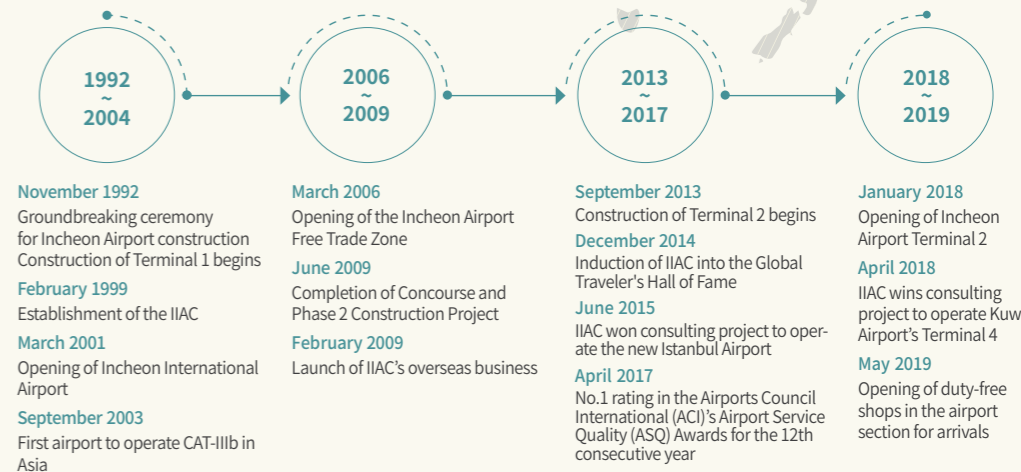 1992
~
2004
November 1992
Groundbreaking ceremony
for Incheon Airport construction
Construction of Terminal 1 begins
February 1999
Establishment of the IIAC
March 2001
Opening of Incheon International
Airport
September 2003
First airport to operate CAT-IIIb in
Asia
2006
~
2009
March 2006
Opening of the Incheon Airport
Free Trade Zone
June 2009
Completion of Concourse and
Phase 2 Construction Project
February 2009
Launch of IIAC's overseas business
2013
~
2017
September 2013
Construction of Terminal 2 begins
December 2014
Induction of IIAC into the Global
Traveler's Hall of Fame
June 2015
IIAC won consulting project to oper-
ate the new Istanbul Airport
April 2017
No.1 rating in the Airports Council
International (ACI)'s Airport Service
Quality (ASQ) Awards for the 12th
consecutive year
2018
~
2019
January 2018
Opening of Incheon
Airport Terminal 2
April 2018
IIAC wins consulting
project to operate Kuw
Airport's Terminal 4
May 2019
Opening of duty-free
shops in the airport
section for arrivals